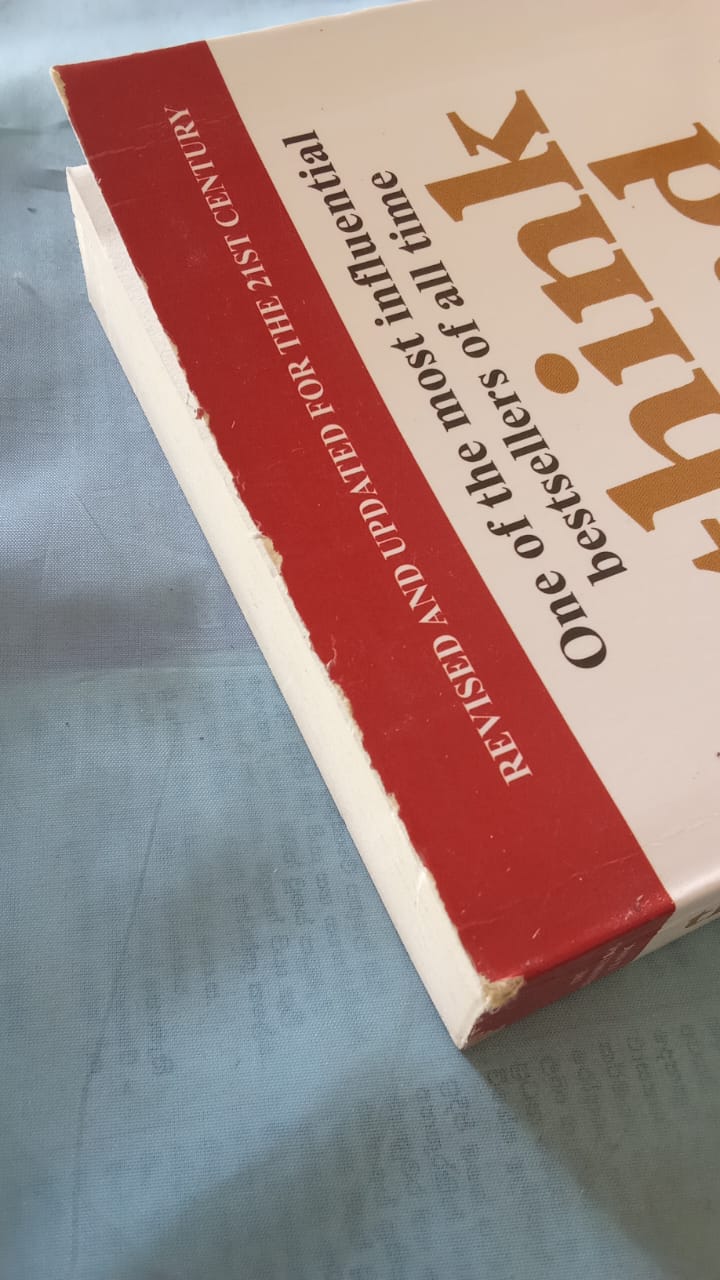 REVISED AND UPDATED FOR THE 21ST CENTURY
One of the most influential
bestsellers of all time
think